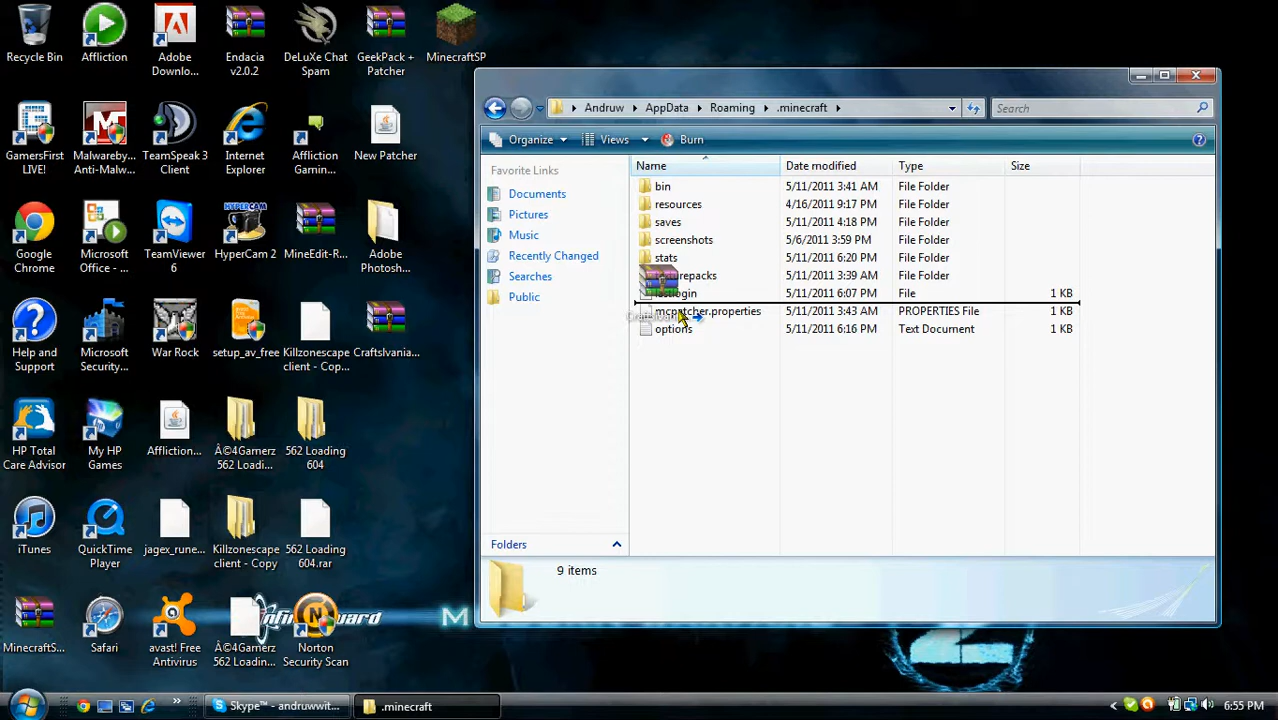 Recycle Bin
Affliction
Adobe Downlo...
Endacia v2.0.2
DeLuXe Chat Spam
GeekPack + Patcher
MinecraftSP
GamersFirst LIVE!
Malwareby... Anti-Malw...
TeamSpeak 3 Client
Internet Explorer
Affliction Gamin...
New Patcher
Google Chrome
Microsoft Office - ...
TeamViewer 6
HyperCam 2
MineEdit-R...
Adobe Photosh...
Help and Support
Microsoft Security...
War Rock
setup_av_free
Killzonescape client - Cop...
Craftslvania...
HP Total Care Advisor
My HP Games
Affliction...
Â©4Gamerz 562 Loadi...
562 Loading 604
iTunes
QuickTime Player
jagex_rune...
Killzonescape client - Copy
562 Loading 604.rar
MinecraftS...
Safari
avast! Free Antivirus
Â©4Gamerz 562 Loadin...
Norton Security Scan
Andruw
AppData
Roaming
.minecraft
Search
Organize
Views
Burn
Favorite Links
Documents
Pictures
Music
Recently Changed
Searches
Public
Folders
Name Date modified Type Size
bin 5/11/2011 3:41 AM File Folder
resources 4/16/2011 9:17 PM File Folder
saves 5/11/2011 4:18 PM File Folder
screenshots 5/6/2011 3:59 PM File Folder
stats 5/11/2011 6:20 PM File Folder
repacks 5/11/2011 3:39 AM File Folder
login 5/11/2011 6:07 PM File 1 KB
mcpatcher.properties 5/11/2011 3:43 AM PROPERTIES File 1 KB
options 5/11/2011 6:16 PM Text Document 1 KB
9 items
Skype™ - andruwwit...
.minecraft
6:55 PM